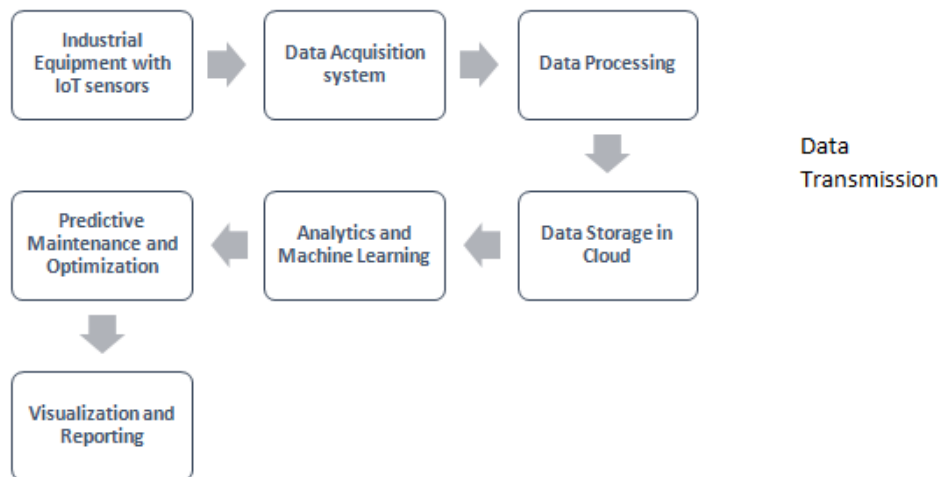 Industrial
Equipment with
IoT sensors
Data Acquisition
system
Data Processing
Data
Transmission
Predictive
Maintenance and
Optimization
Analytics and
Machine Learning
Data Storage in
Cloud
Visualization and
Reporting